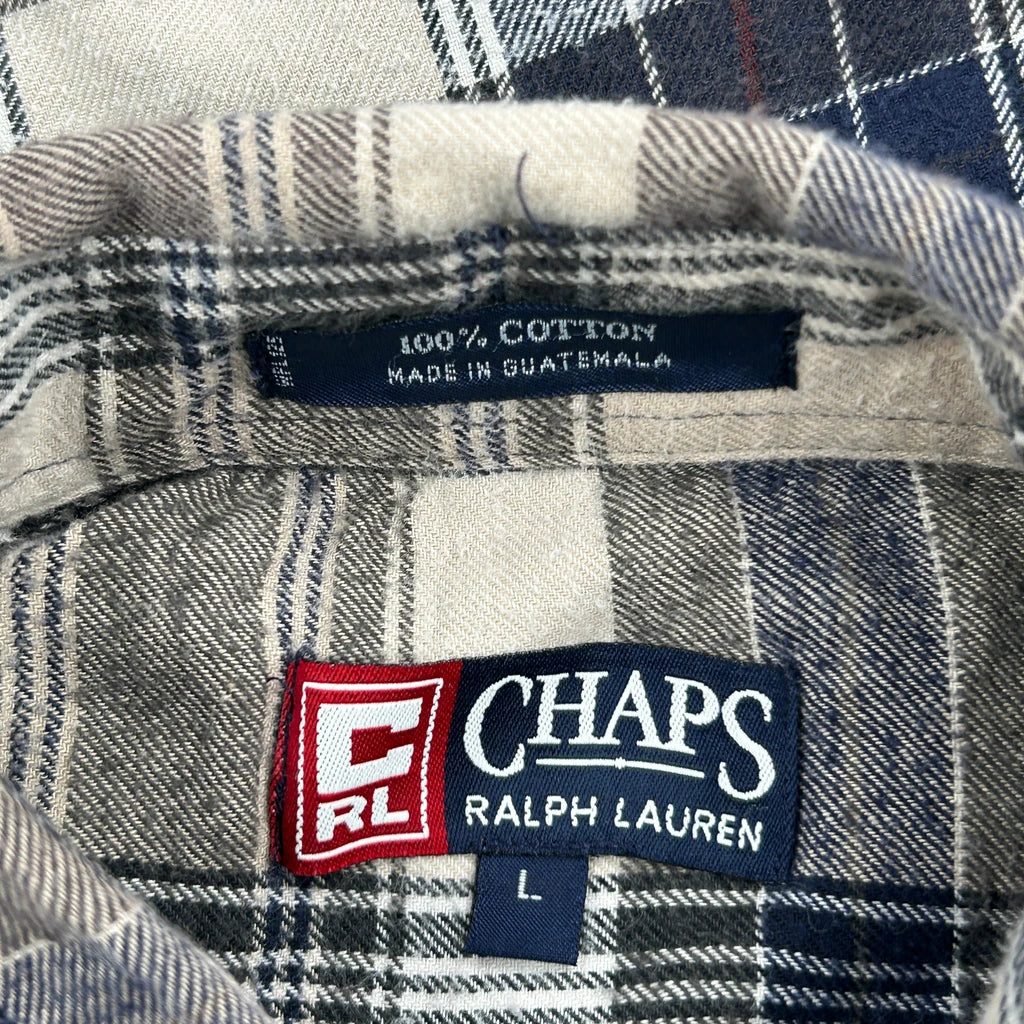 100% COTTON
MADE IN GUATEMALA
C
RL
CHAPS
RALPH LAUREN
L